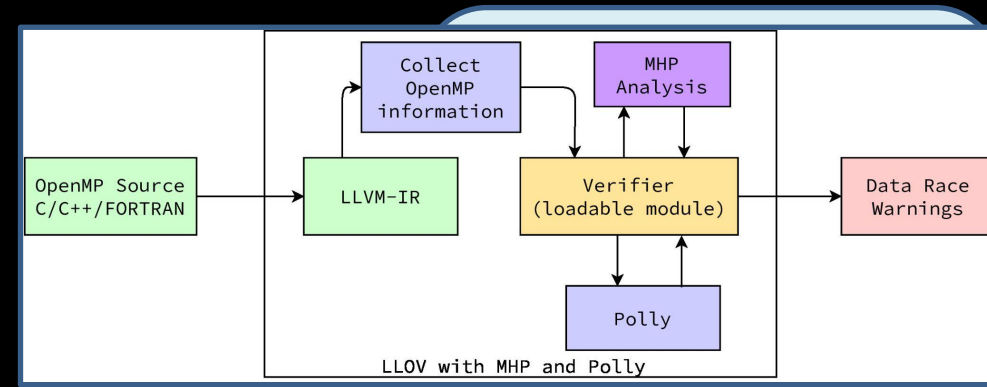 Collect
OpenMP
information
MHP
Analysis
OpenMP Source
C/C++/FORTRAN
LLVM-IR
Verifier
(loadable module)
Data Race
Warnings
Polly
LLOV with MHP and Polly